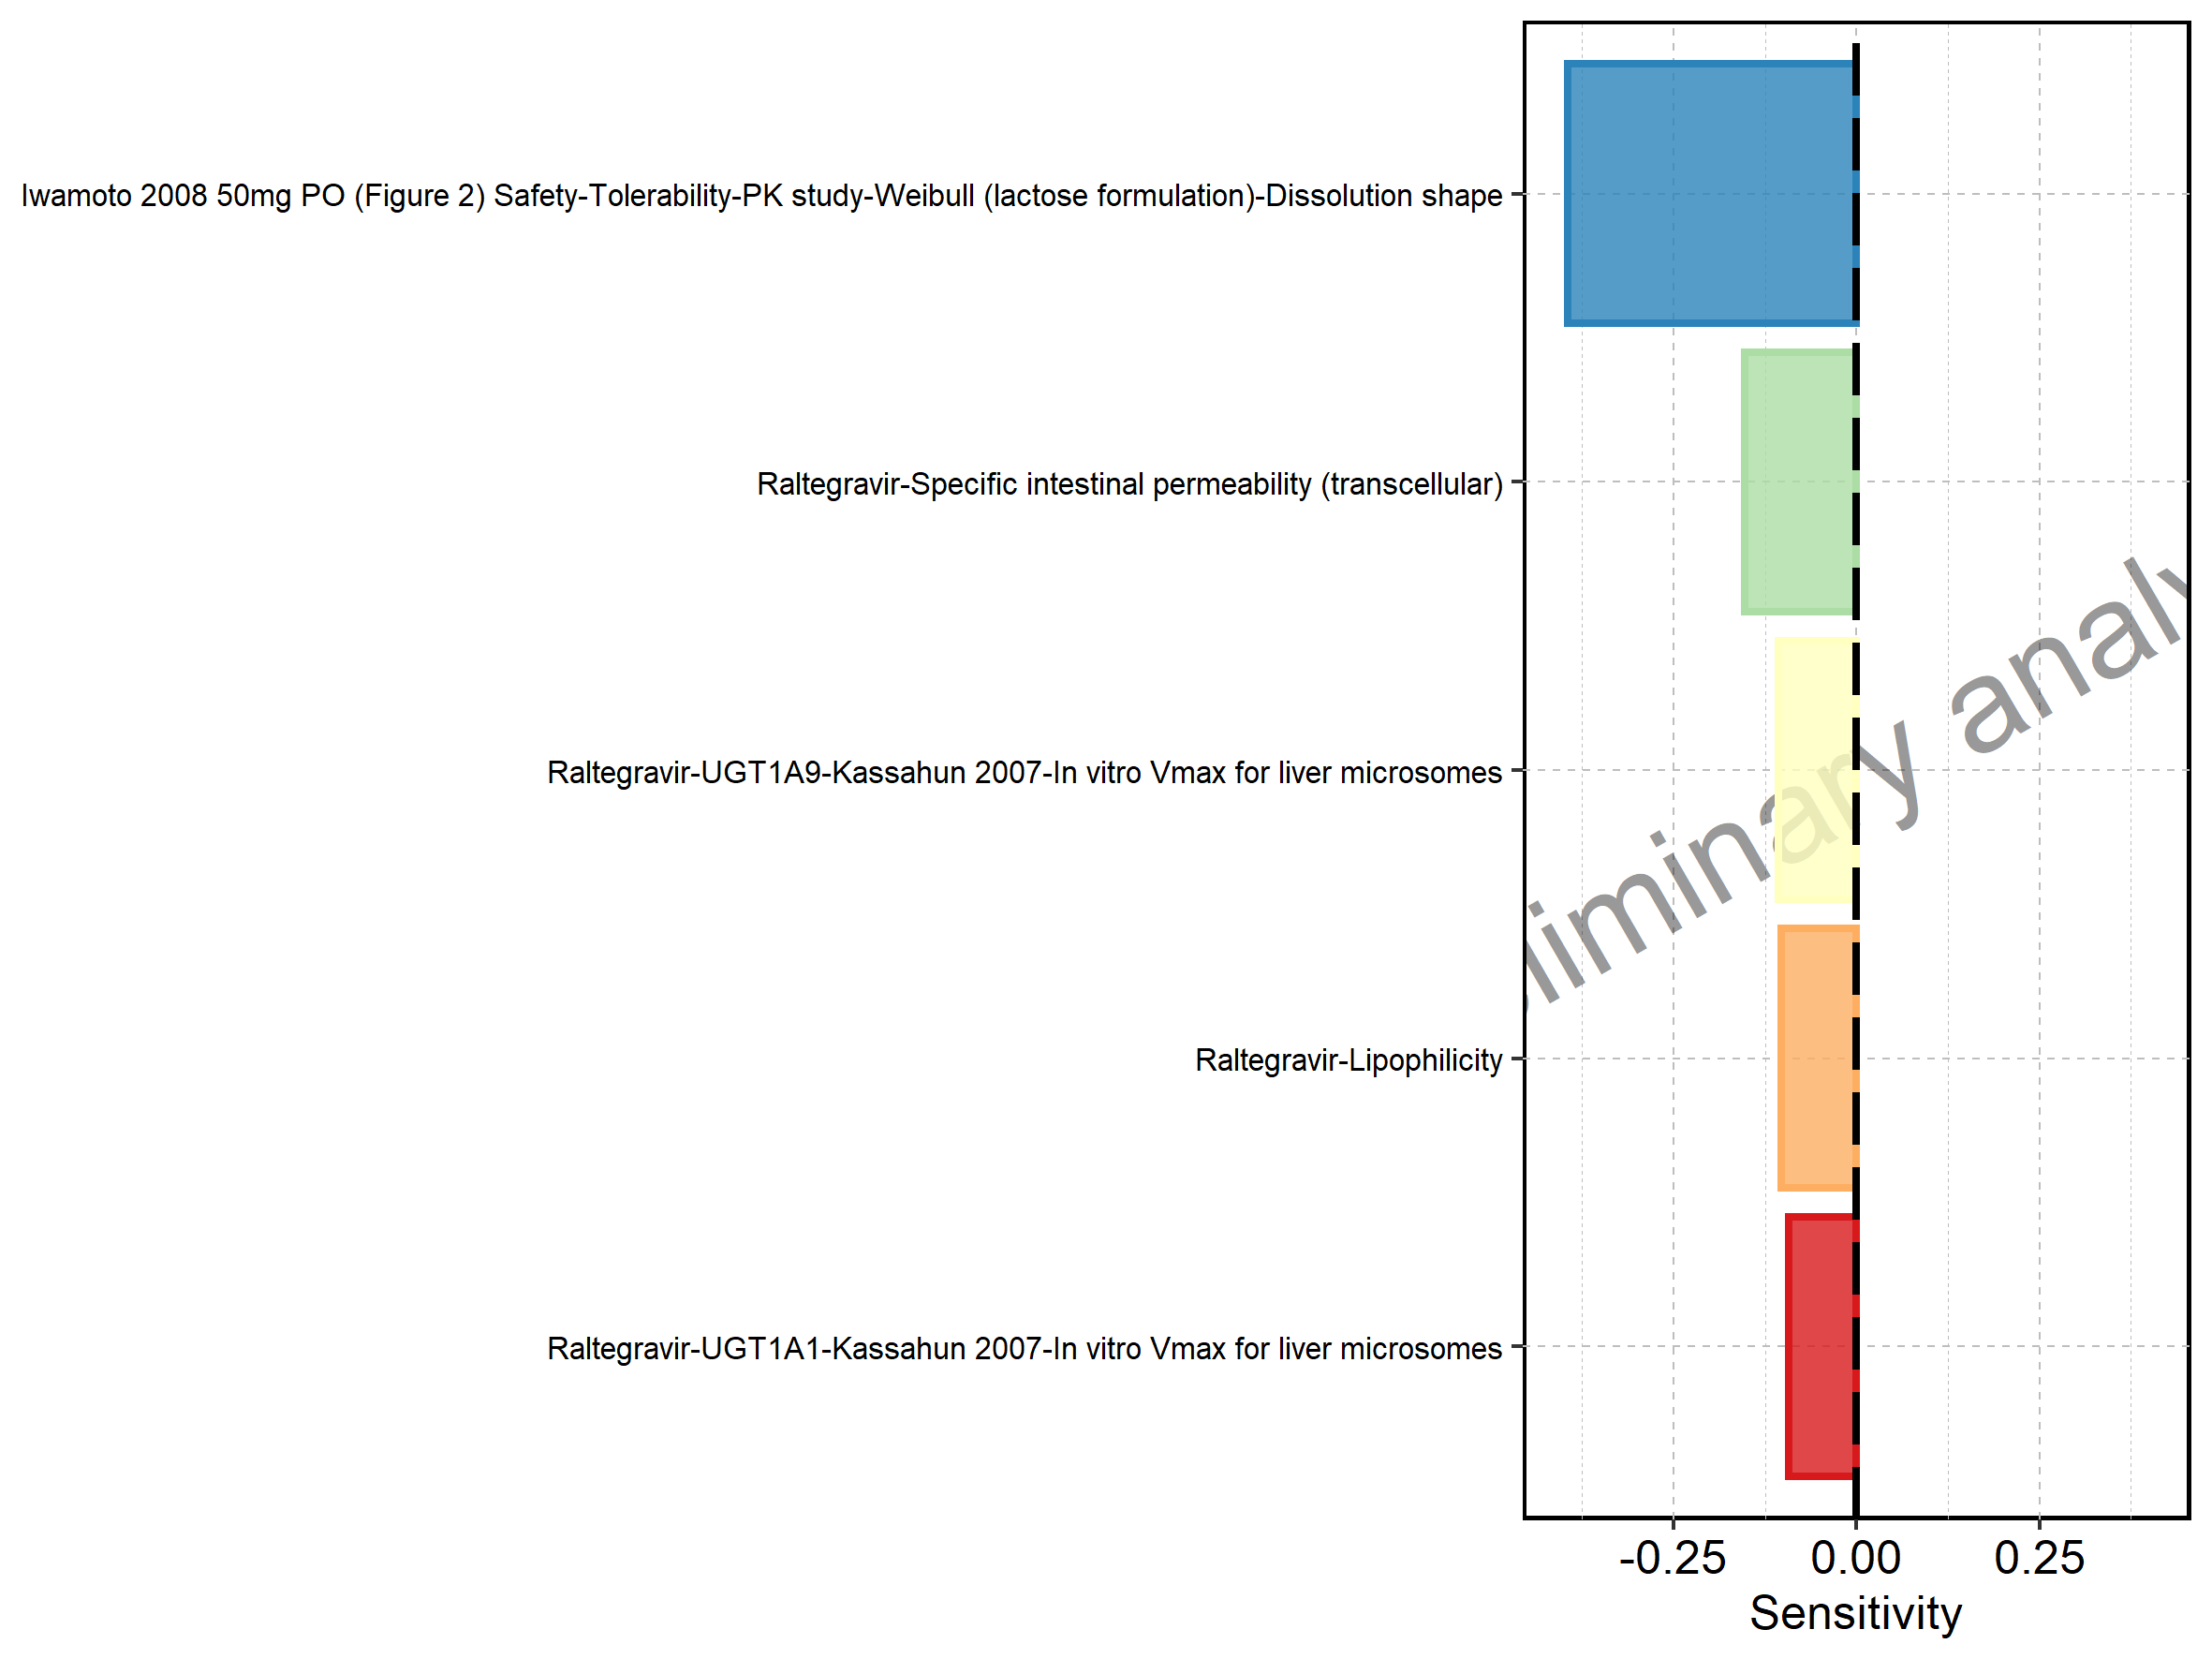 Iwamoto 2008 50mg PO (Figure 2) Safety-Tolerability-PK study-Weibull (lactose formulation)-Dissolution shape
Raltegravir-Specific intestinal permeability (transcellular)
Raltegravir-UGT1A9-Kassahun 2007-In vitro Vmax for liver microsomes
Raltegravir-Lipophilicity
Raltegravir-UGT1A1-Kassahun 2007-In vitro Vmax for liver microsomes
liminary analy
-0.25 0.00 0.25
Sensitivity